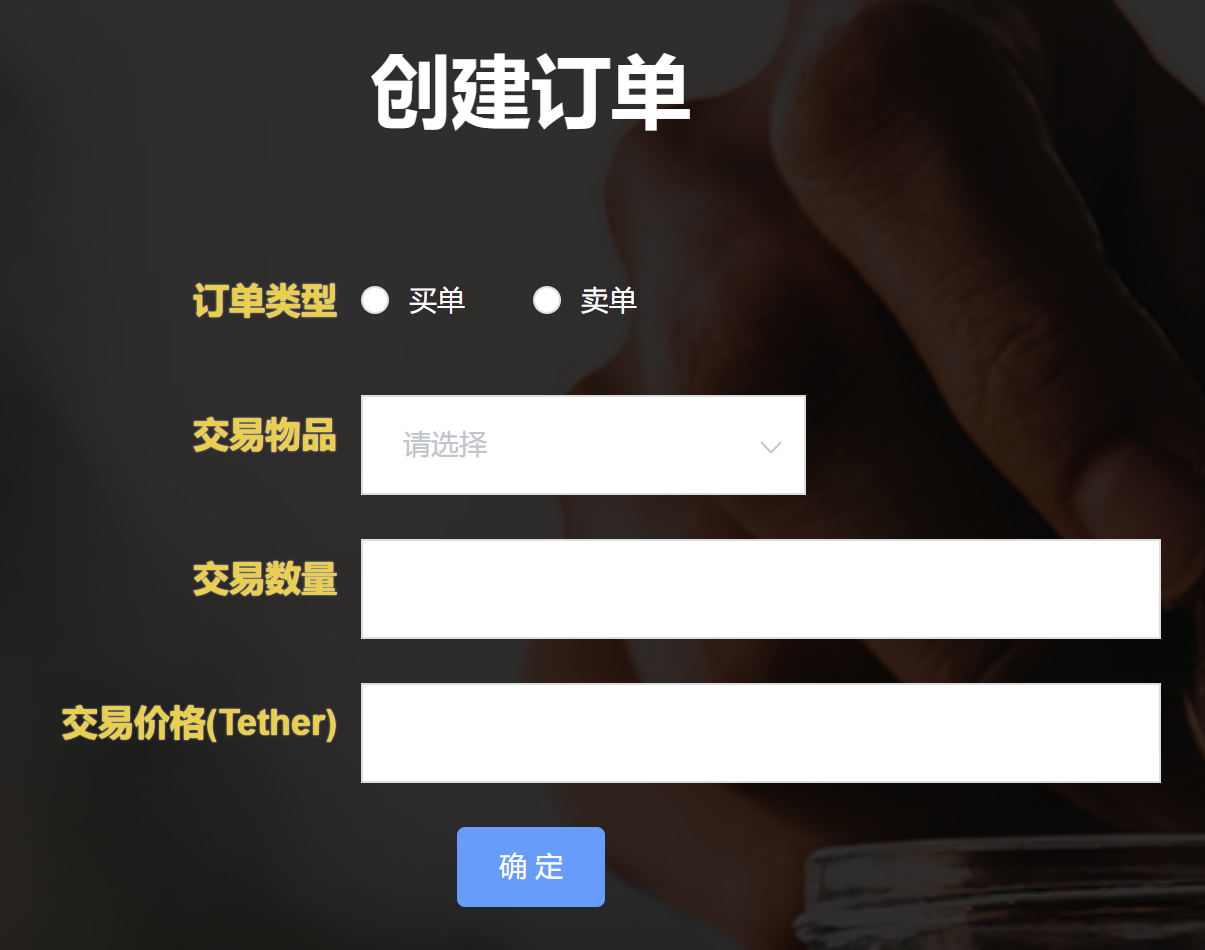 创建订单
订单类型 买单 卖单
交易物品 请选择
交易数量
交易价格(Tether)
确 定